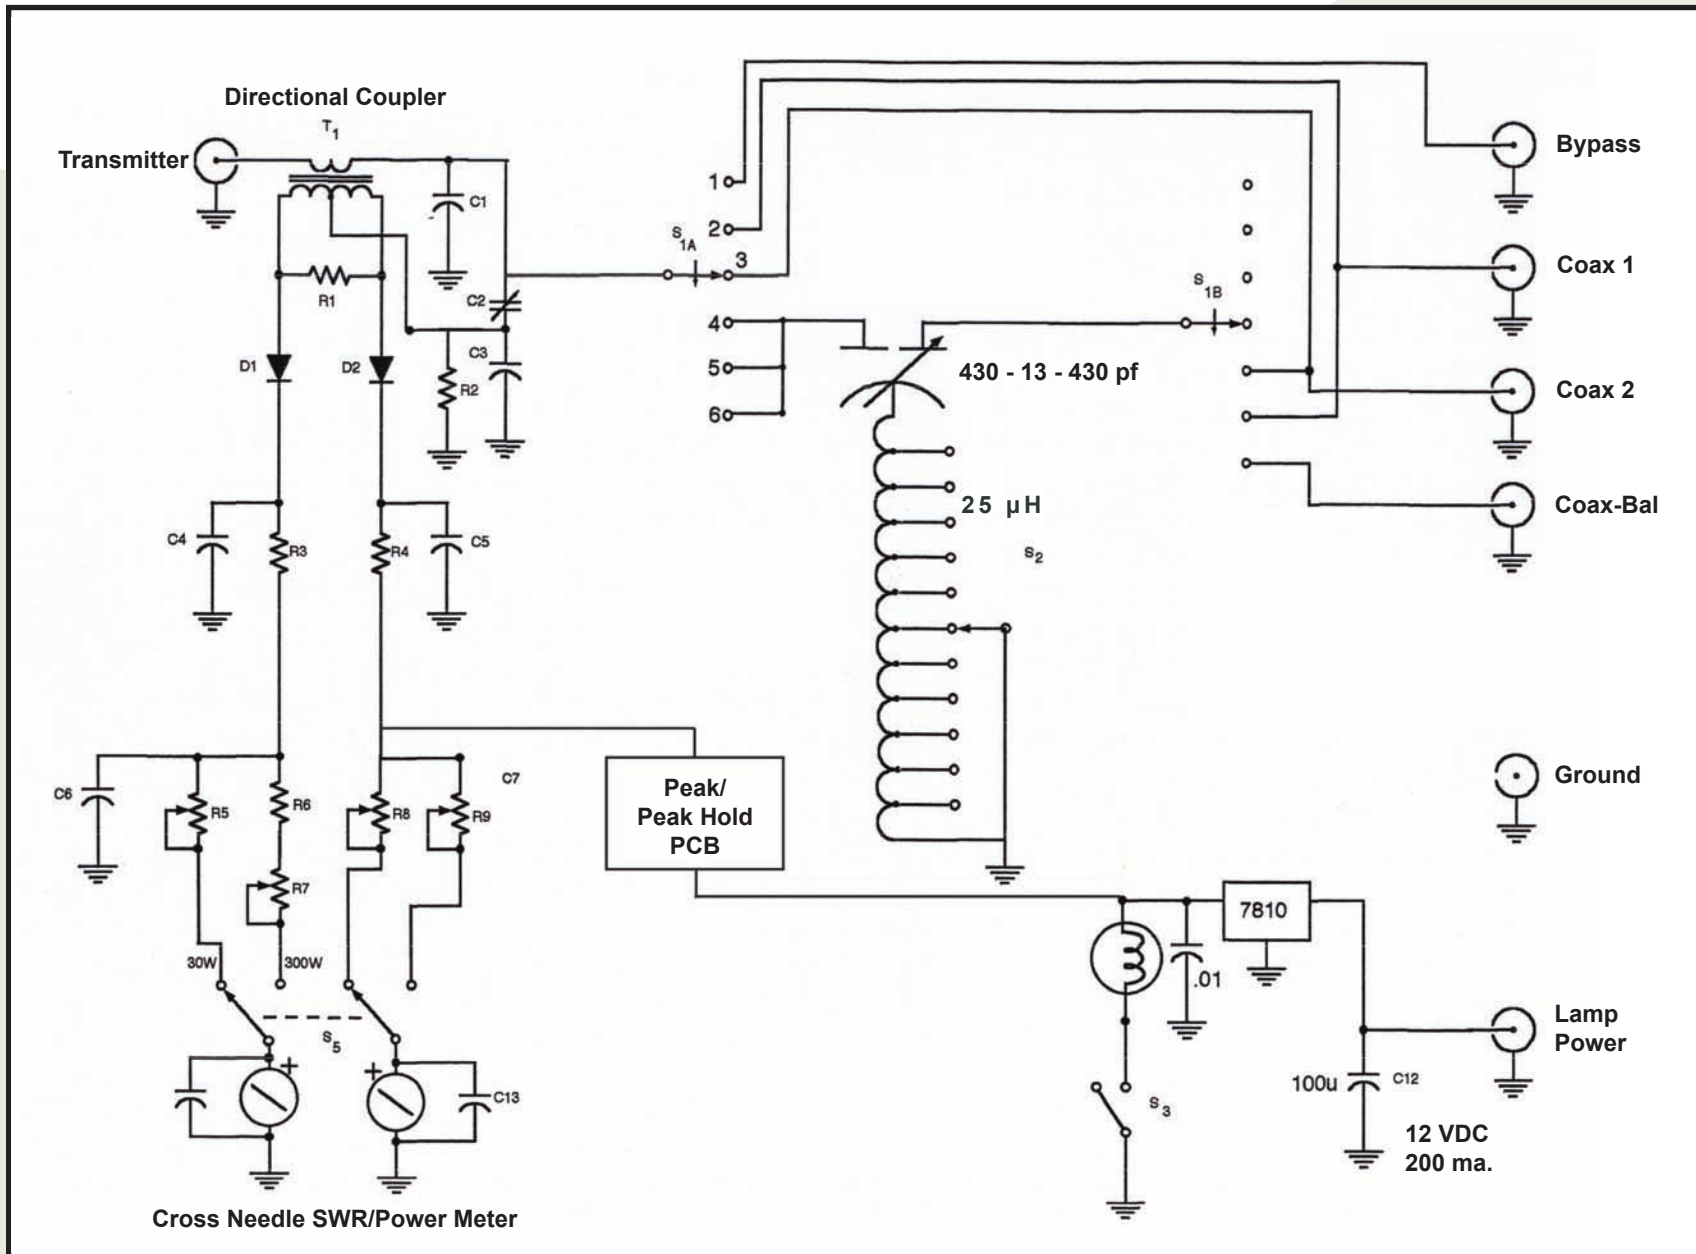 Directional Coupler
T1
Transmitter
C1
R1
C2
C3
D1
D2
R2
C4
R3
R4
C5
C6
R5
R6
R7
R8
R9
C7
30W
300W
S5
C13
Cross Needle SWR/Power Meter
Peak/
Peak Hold
PCB
1
2
S1A
3
4
5
6
430 - 13 - 430 pf
25 µH
S2
S1B
Bypass
Coax 1
Coax 2
Coax-Bal
Ground
7810
.01
S3
Lamp
Power
100u
C12
12 VDC
200 ma.